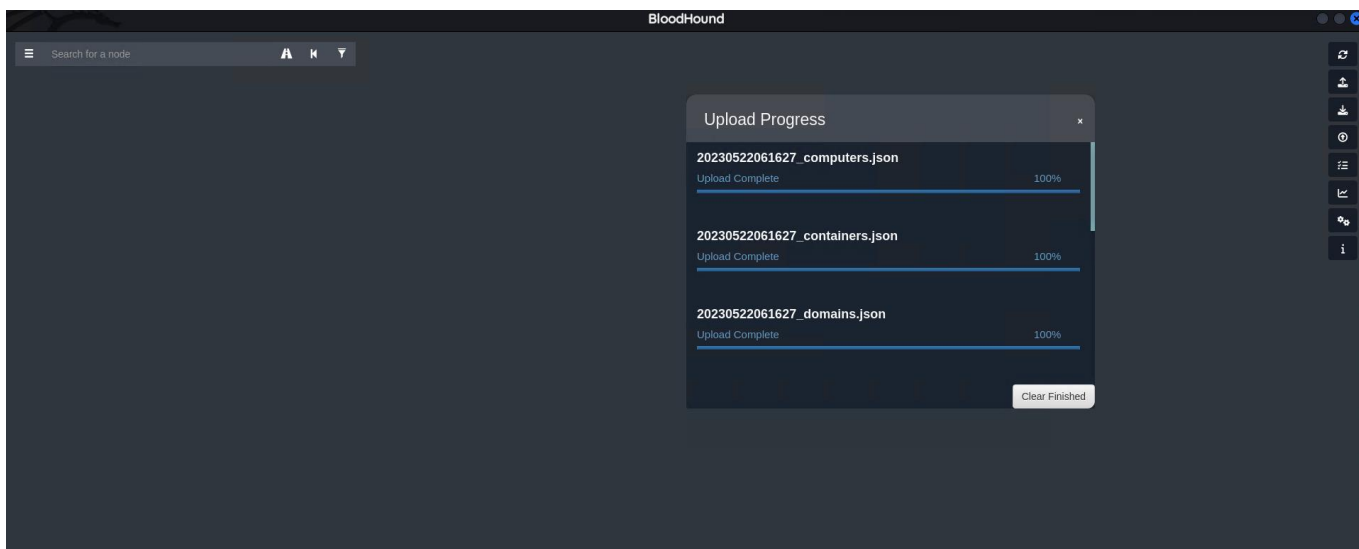 BloodHound
Search for a node
Upload Progress
20230522061627_computers.json
Upload Complete 100%
20230522061627_containers.json
Upload Complete 100%
20230522061627_domains.json
Upload Complete 100%
Clear Finished